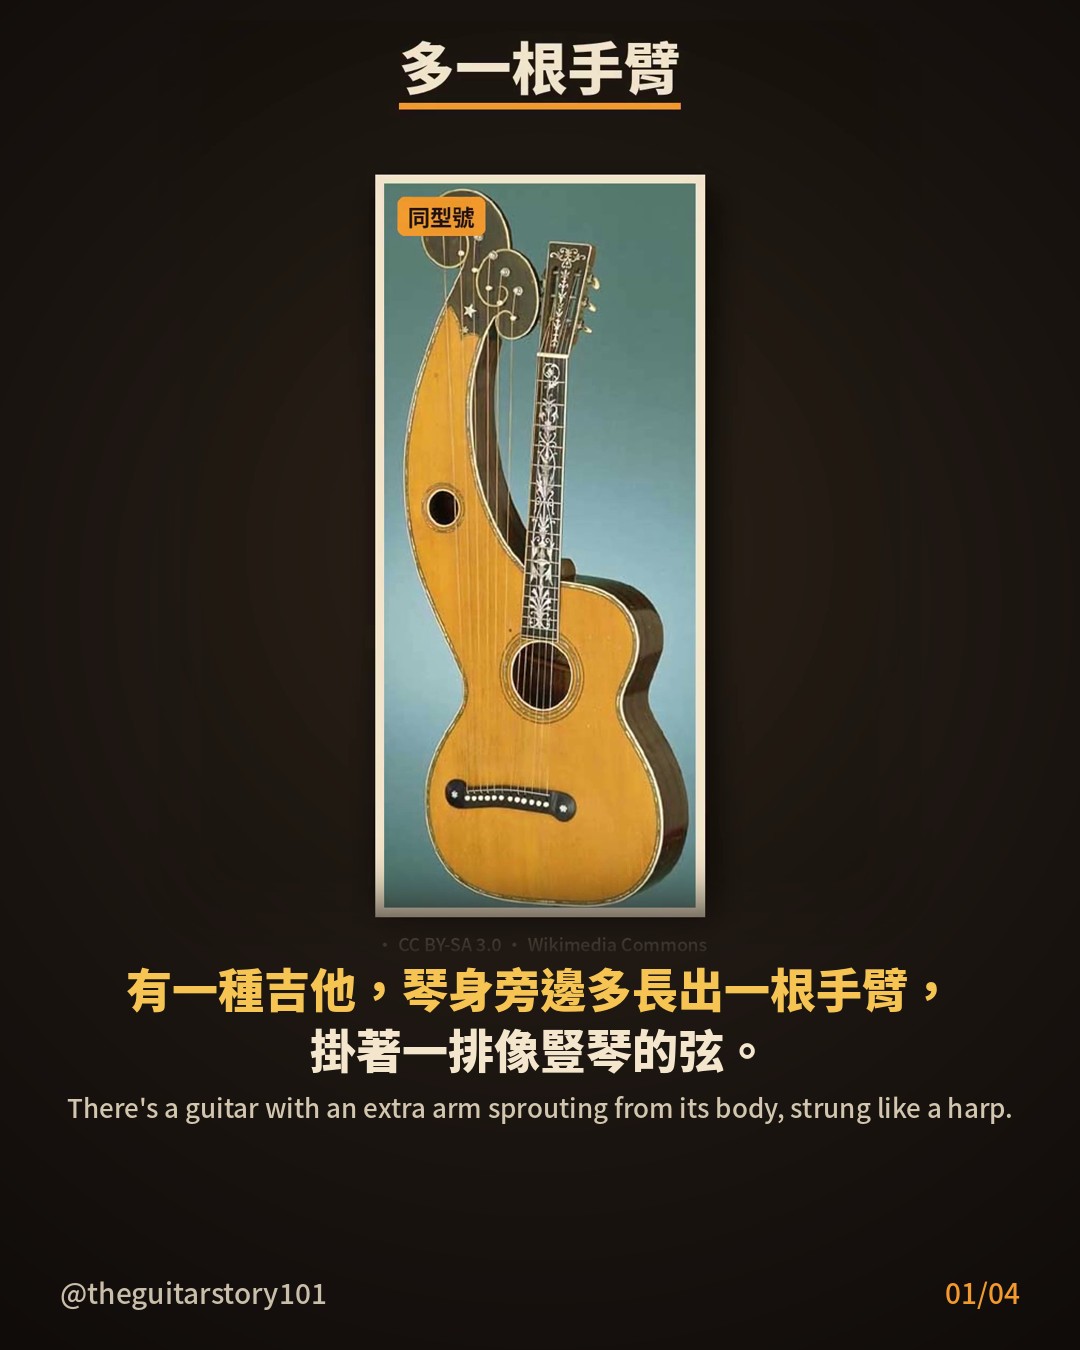 多一根手臂
同型號
• CC BY-SA 3.0 • Wikimedia Commons
有一種吉他，琴身旁邊多長出一根手臂，
掛著一排像豎琴的弦。
There's a guitar with an extra arm sprouting from its body, strung like a harp.
@theguitarstory101
01/04